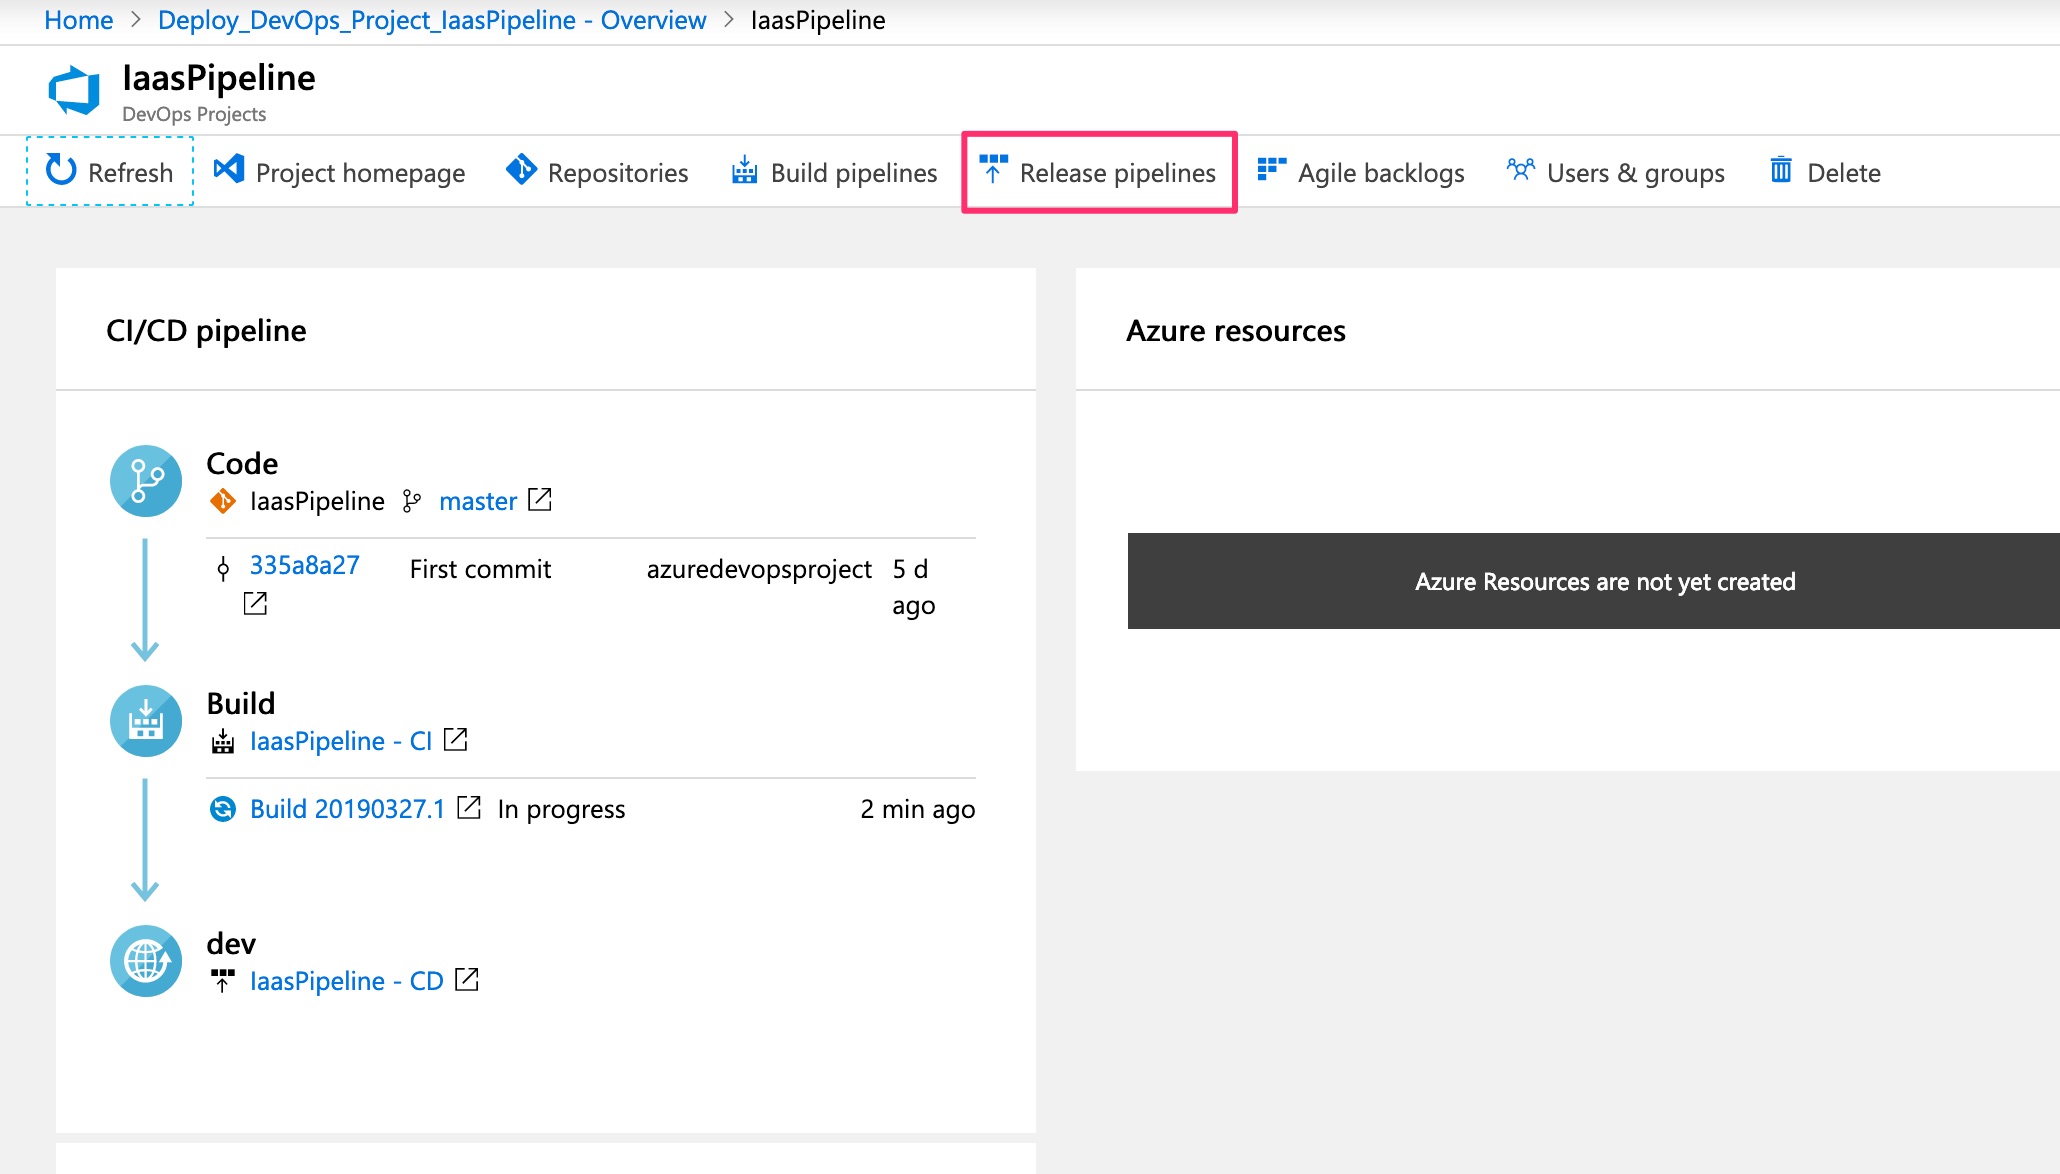 Home > Deploy_DevOps_Project_IaasPipeline - Overview > IaasPipeline
IaasPipeline
DevOps Projects
Refresh Project homepage Repositories Build pipelines Release pipelines Agile backlogs Users & groups Delete
CI/CD pipeline
Code
IaasPipeline master
335a8a27 First commit azuredevopsproject 5 d
ago
Build
IaasPipeline - CI
Build 20190327.1 In progress 2 min ago
dev
IaasPipeline - CD
Azure resources
Azure Resources are not yet created